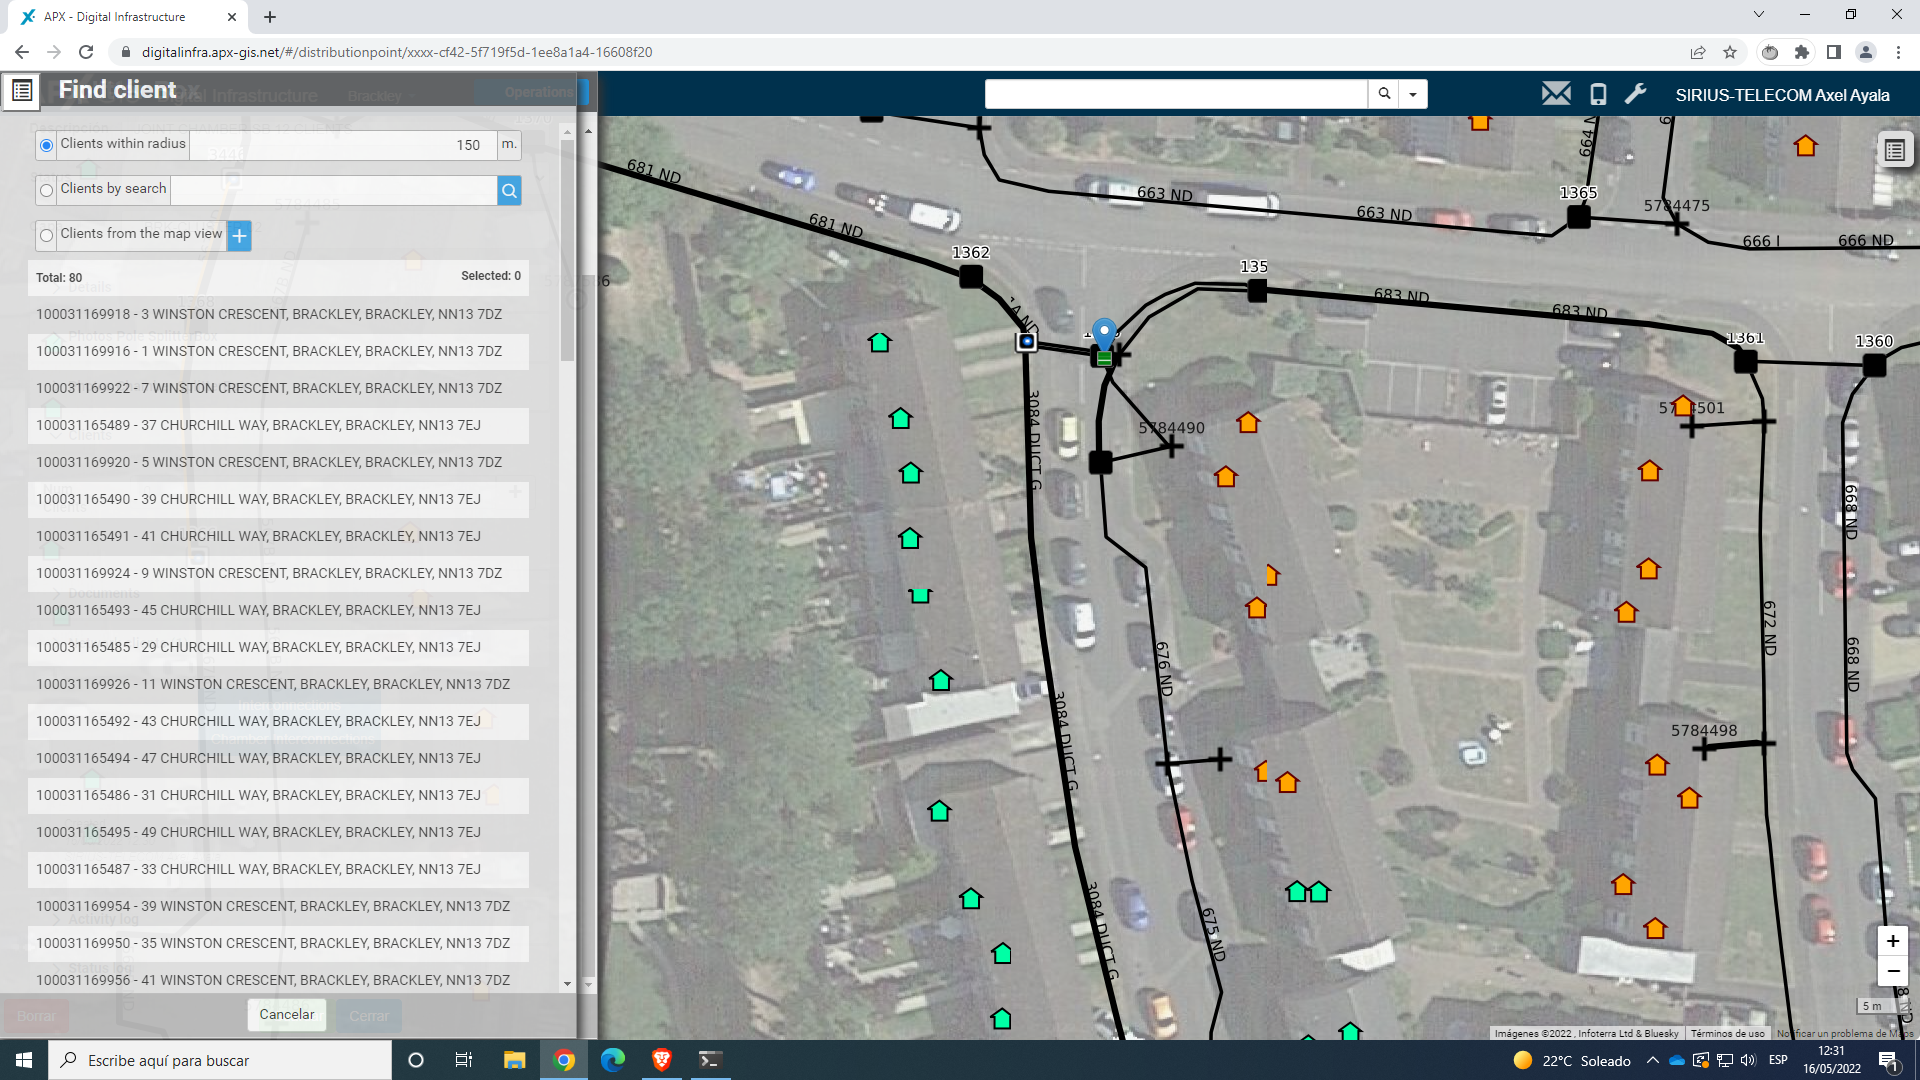 APX - Digital Infrastructure
digitalinfra.apx-gis.net/#/distributionpoint/xxxx-cf42-5f719f5d-1ee8a1a4-16608f20
Find client
Digital Infrastructure
Brackley
Operations
SIRIUS-TELECOM Axel Ayala
Clients within radius
150
m.
Clients by search
Clients from the map view
Total: 80
Selected: 0
100031169918 - 3 WINSTON CRESCENT, BRACKLEY, BRACKLEY, NN13 7DZ
100031169916 - 1 WINSTON CRESCENT, BRACKLEY, BRACKLEY, NN13 7DZ
100031169922 - 7 WINSTON CRESCENT, BRACKLEY, BRACKLEY, NN13 7DZ
100031165489 - 37 CHURCHILL WAY, BRACKLEY, BRACKLEY, NN13 7EJ
100031169920 - 5 WINSTON CRESCENT, BRACKLEY, BRACKLEY, NN13 7DZ
100031165490 - 39 CHURCHILL WAY, BRACKLEY, BRACKLEY, NN13 7EJ
100031165491 - 41 CHURCHILL WAY, BRACKLEY, BRACKLEY, NN13 7EJ
100031169924 - 9 WINSTON CRESCENT, BRACKLEY, BRACKLEY, NN13 7DZ
100031165493 - 45 CHURCHILL WAY, BRACKLEY, BRACKLEY, NN13 7EJ
100031165485 - 29 CHURCHILL WAY, BRACKLEY, BRACKLEY, NN13 7EJ
100031169926 - 11 WINSTON CRESCENT, BRACKLEY, BRACKLEY, NN13 7DZ
100031165492 - 43 CHURCHILL WAY, BRACKLEY, BRACKLEY, NN13 7EJ
100031165494 - 47 CHURCHILL WAY, BRACKLEY, BRACKLEY, NN13 7EJ
100031165486 - 31 CHURCHILL WAY, BRACKLEY, BRACKLEY, NN13 7EJ
100031165495 - 49 CHURCHILL WAY, BRACKLEY, BRACKLEY, NN13 7EJ
100031165487 - 33 CHURCHILL WAY, BRACKLEY, BRACKLEY, NN13 7EJ
100031169954 - 39 WINSTON CRESCENT, BRACKLEY, BRACKLEY, NN13 7DZ
100031169950 - 35 WINSTON CRESCENT, BRACKLEY, BRACKLEY, NN13 7DZ
100031169956 - 41 WINSTON CRESCENT, BRACKLEY, BRACKLEY, NN13 7DZ
Borrar
Cancelar
Cerrar
681 ND
681 ND
663 ND
663 ND
664 N
1365
5784475
666 I
666 ND
1362
135
1A ND
683 ND
683 ND
1361
1360
5784490
3084 DUCT G
668 ND
672 ND
676 ND
668 ND
3084 DUCT G
5784498
3084 DUCT G
675 ND
+
−
5 m
Imágenes ©2022 , Infoterra Ltd & Bluesky
Términos de uso
Notificar un problema de Maps
Escribe aquí para buscar
22°C Soleado
ESP
12:31
16/05/2022
1